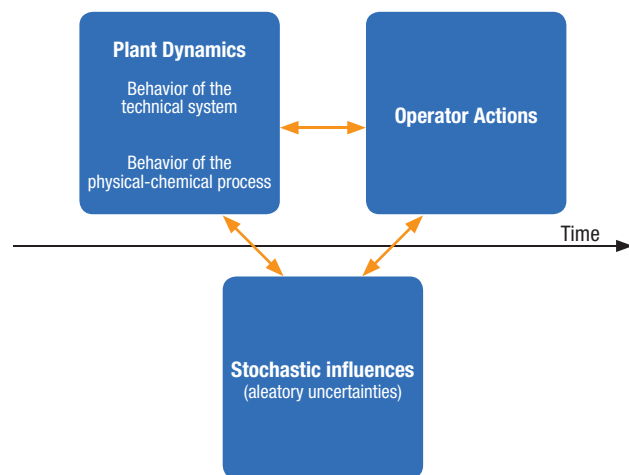 Plant Dynamics
Behavior of the
technical system
Behavior of the
physical-chemical process
Operator Actions
Time
Stochastic influences
(aleatory uncertainties)